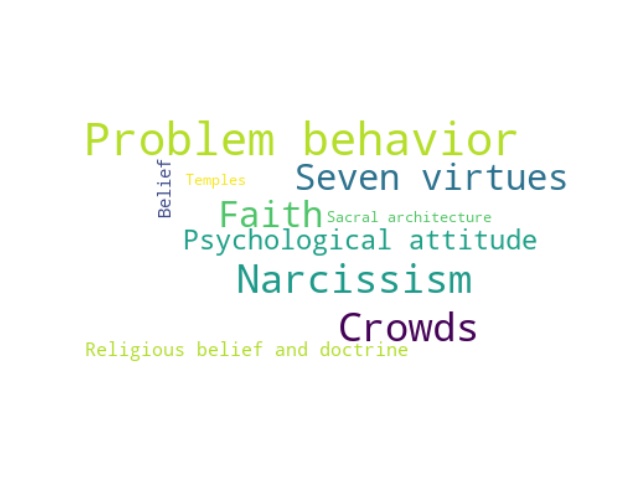 Problem behavior
Belief
Temples
Seven virtues
Faith
Sacral architecture
Psychological attitude
Narcissism
Crowds
Religious belief and doctrine